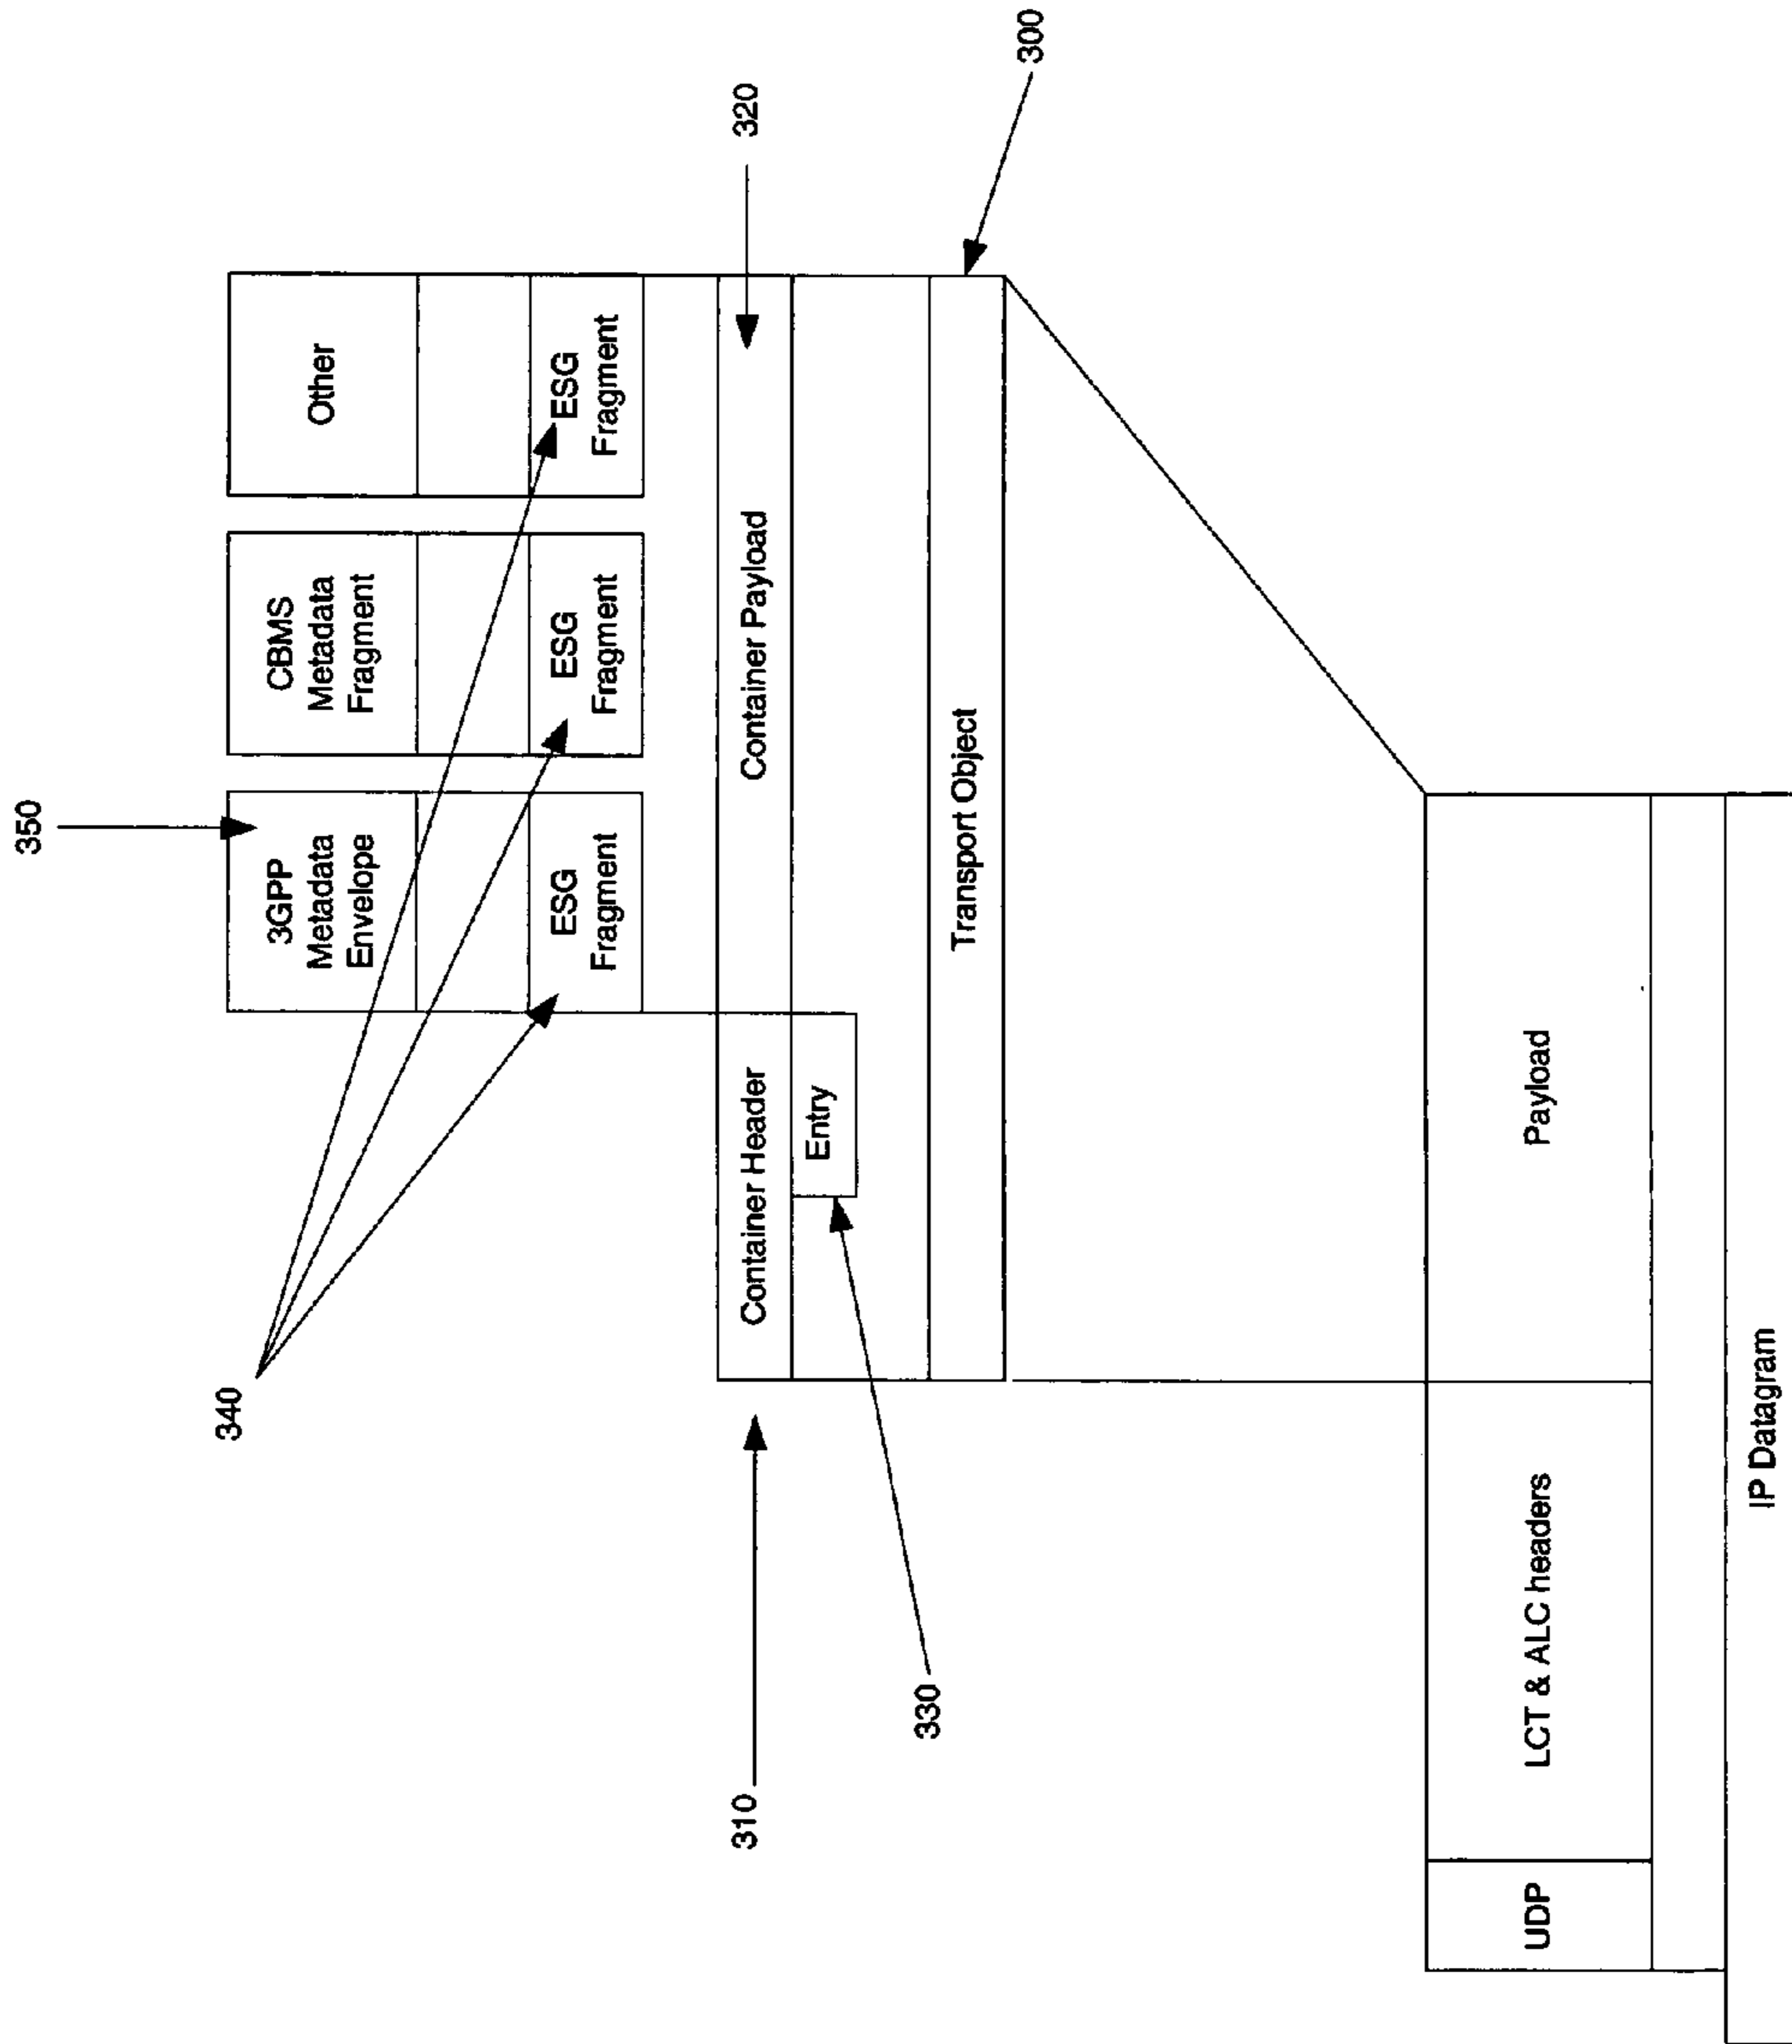 350
340
3GPP
Metadata
Envelope
CBMS
Metadata
Fragment
Other
ESG
Fragment
ESG
Fragment
ESG
Fragment
310
Container Header
Container Payload
320
Entry
330
Transport Object
300
UDP
LCT & ALC headers
Payload
IP Datagram